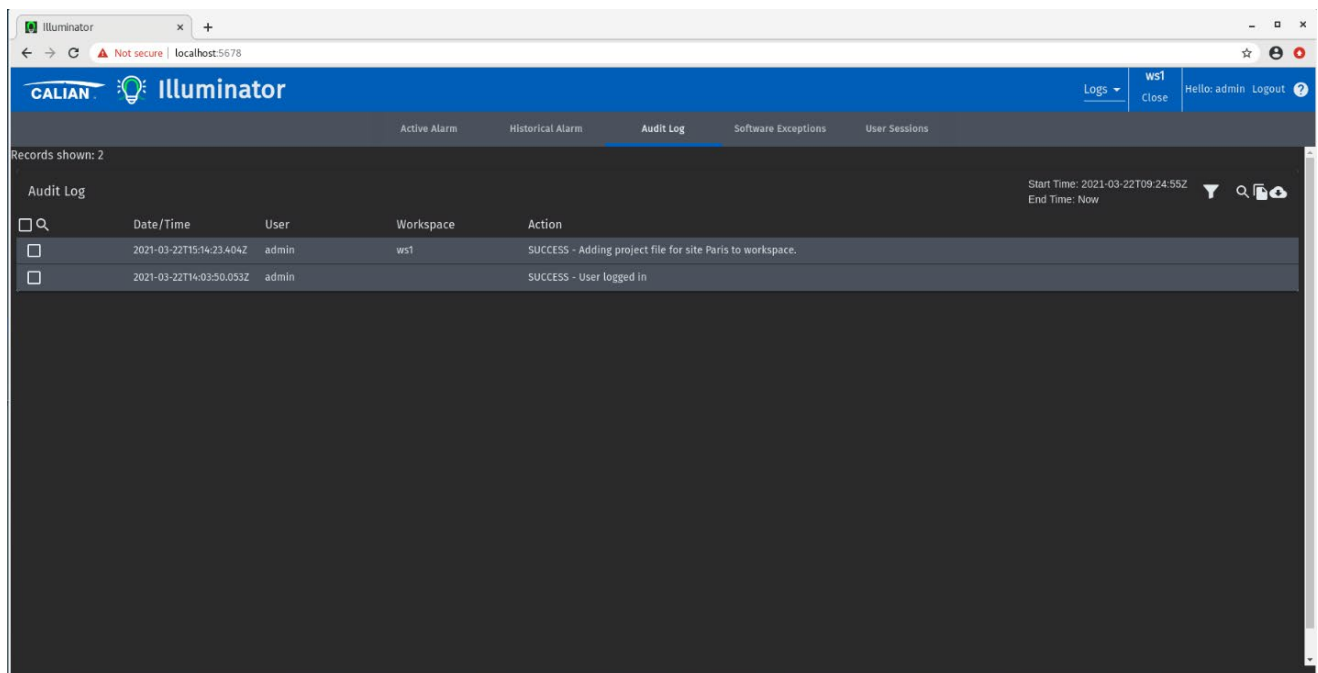 Illuminator
Not secure | localhost:5678
CALIAN Illuminator
Logs
ws1
Close
Hello: admin Logout ?
Active Alarm Historical Alarm Audit Log Software Exceptions User Sessions
Records shown: 2
Audit Log
Start Time: 2021-03-22T09:24:55Z
End Time: Now
Date/Time User Workspace Action
2021-03-22T15:14:23.404Z admin ws1 SUCCESS - Adding project file for site Paris to workspace.
2021-03-22T14:03:50.053Z admin SUCCESS - User logged in